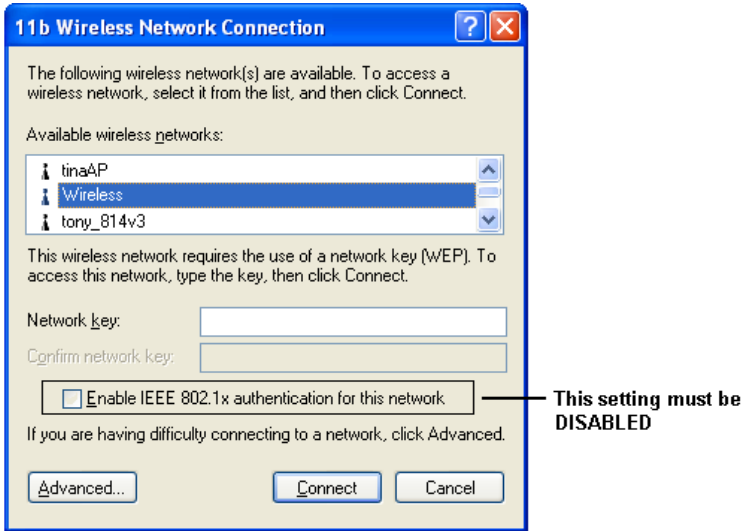 11b Wireless Network Connection
The following wireless network(s) are available. To access a
wireless network, select it from the list, and then click Connect.
Available wireless networks:
tinaAP
Wireless
tony_814v3
This wireless network requires the use of a network key (WEP). To
access this network, type the key, then click Connect.
Network key:
Confirm network key:
Enable IEEE 802.1x authentication for this network
This setting must be
DISABLED
If you are having difficulty connecting to a network, click Advanced.
Advanced...
Connect
Cancel